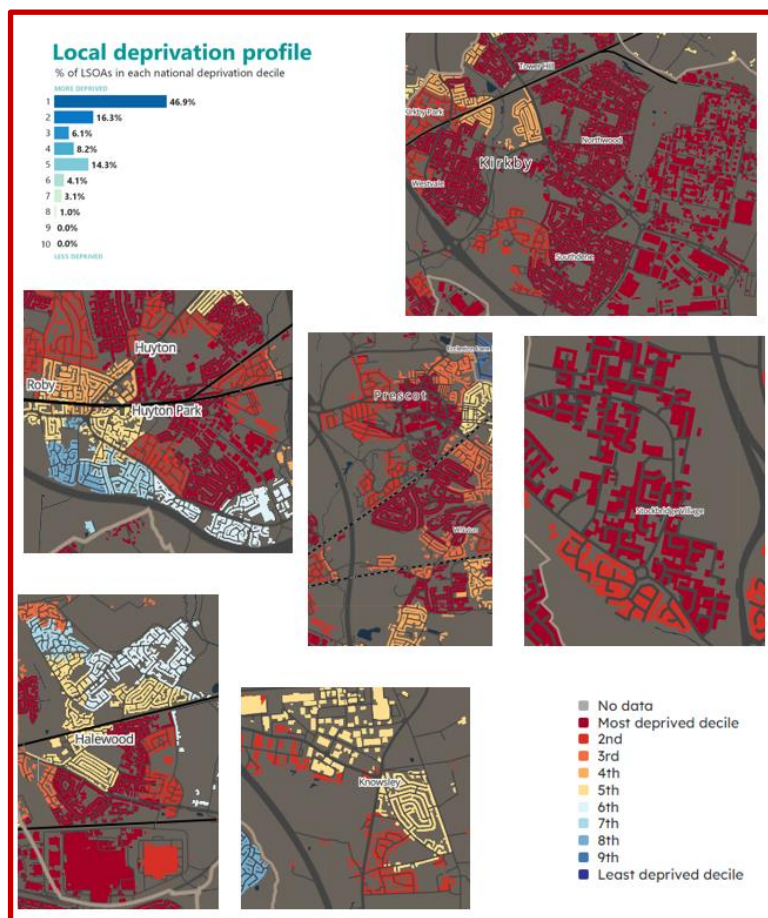 Local deprivation profile
% of LSOAs in each national deprivation decile
MORE DEPRIVED
1 46.9%
2 16.3%
3 6.1%
4 8.2%
5 14.3%
6 4.1%
7 3.1%
8 1.0%
9 0.0%
10 0.0%
LESS DEPRIVED
Tower Hill
Kirkby Park
Northwood
Kirkby
Westvale
Southdene
Huyton
Roby
Huyton Park
Eccleston Lane
Prescot
Whiston
Stockbridge Village
Halewood
Knowsley
No data
Most deprived decile
2nd
3rd
4th
5th
6th
7th
8th
9th
Least deprived decile